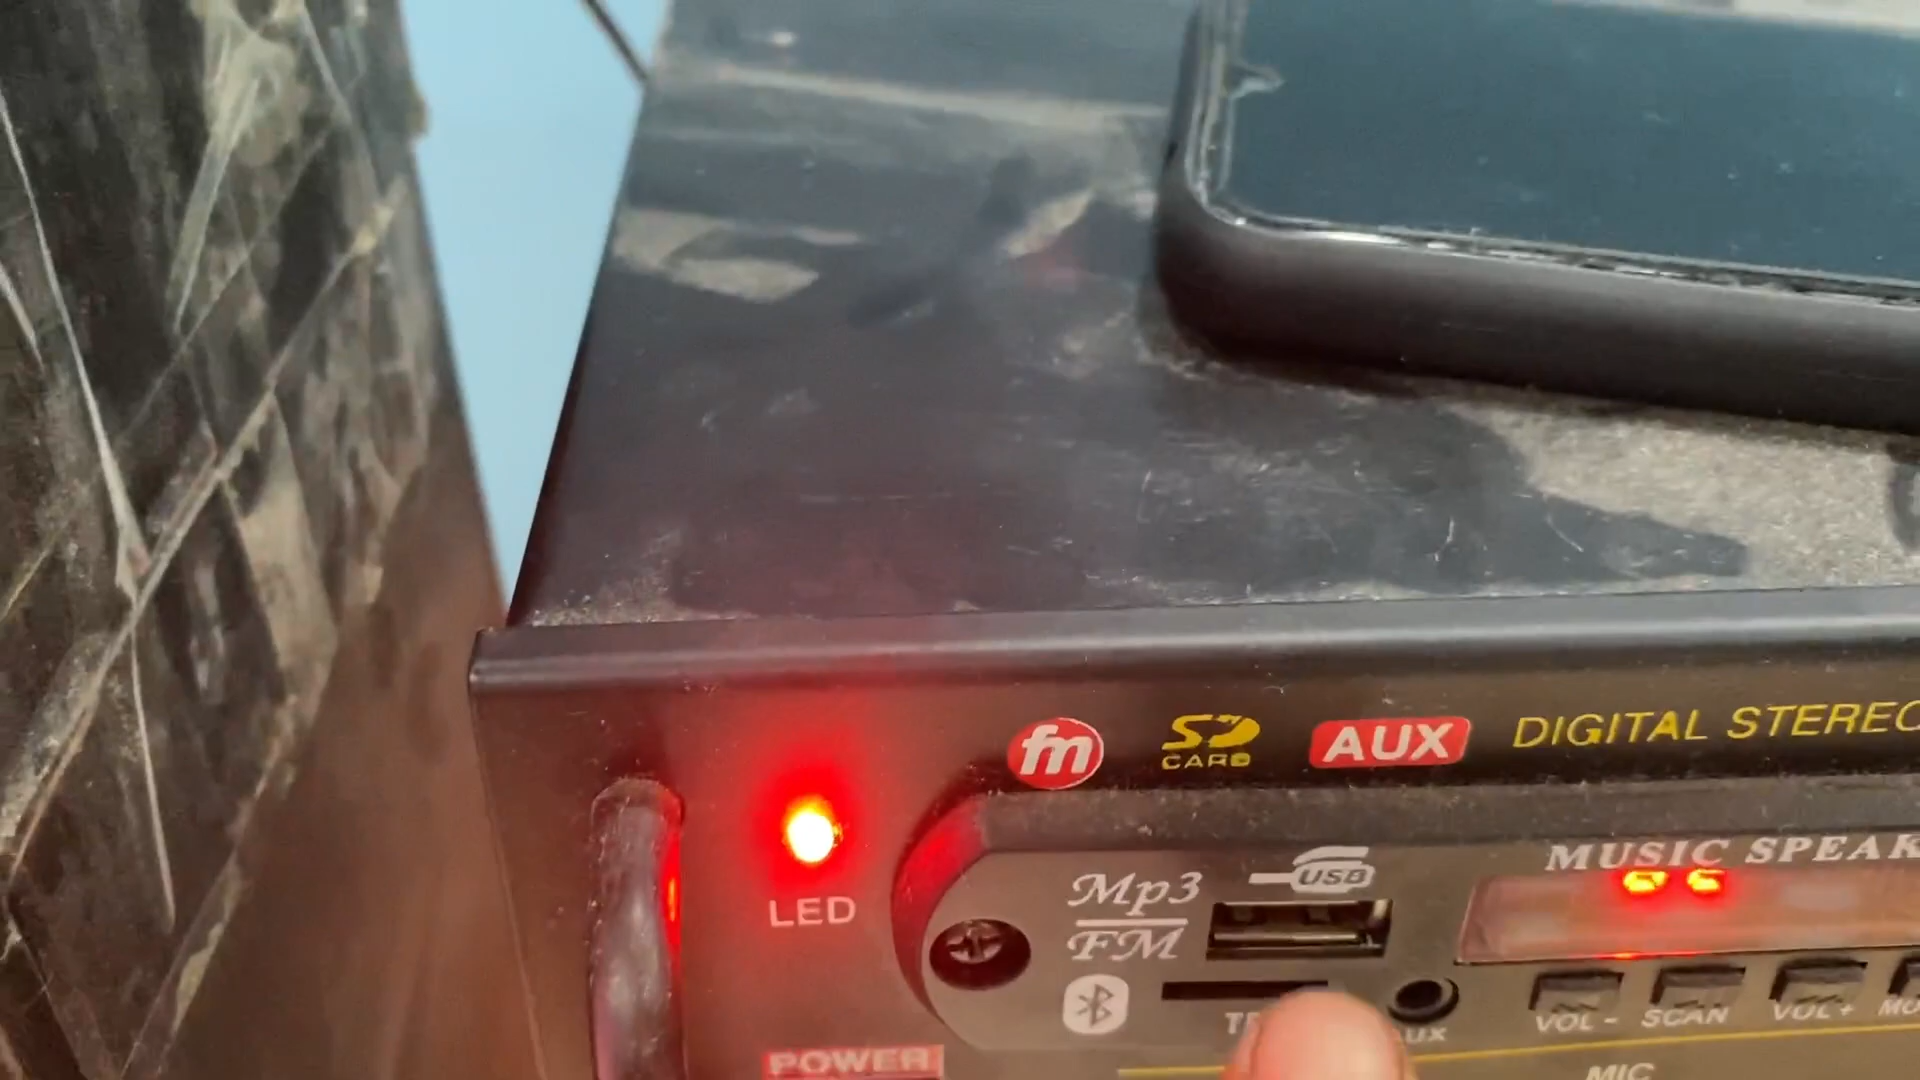 fm SD CARD AUX DIGITAL STEREO
MUSIC SPEAK
Mp3 USB
FM
LED
VOL- SCAN VOL+
POWER
MIC